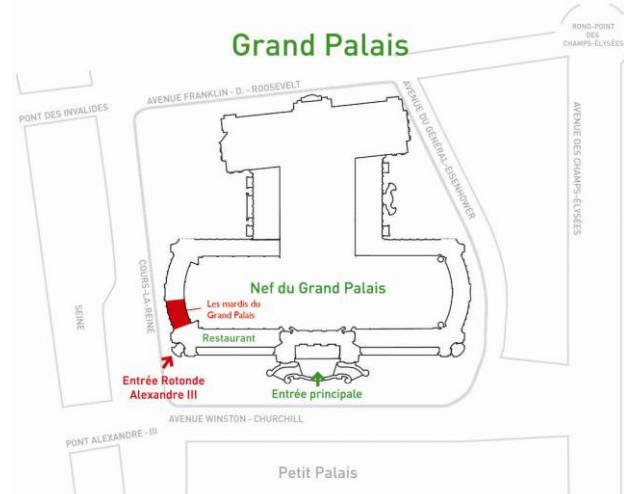 Grand Palais
ROND-POINT
DES
CHAMPS-ÉLYSÉES
AVENUE FRANKLIN - D. - ROOSEVELT
PONT DES INVALIDES
AVENUE DU GÉNÉRAL-EISENHOWER
AVENUE DES CHAMPS-ÉLYSÉES
COURS-LA-REINE
SEINE
Nef du Grand Palais
Les mardis du
Grand Palais
Restaurant
Entrée Rotonde
Alexandre III
Entrée principale
AVENUE WINSTON - CHURCHILL
PONT ALEXANDRE - III
Petit Palais